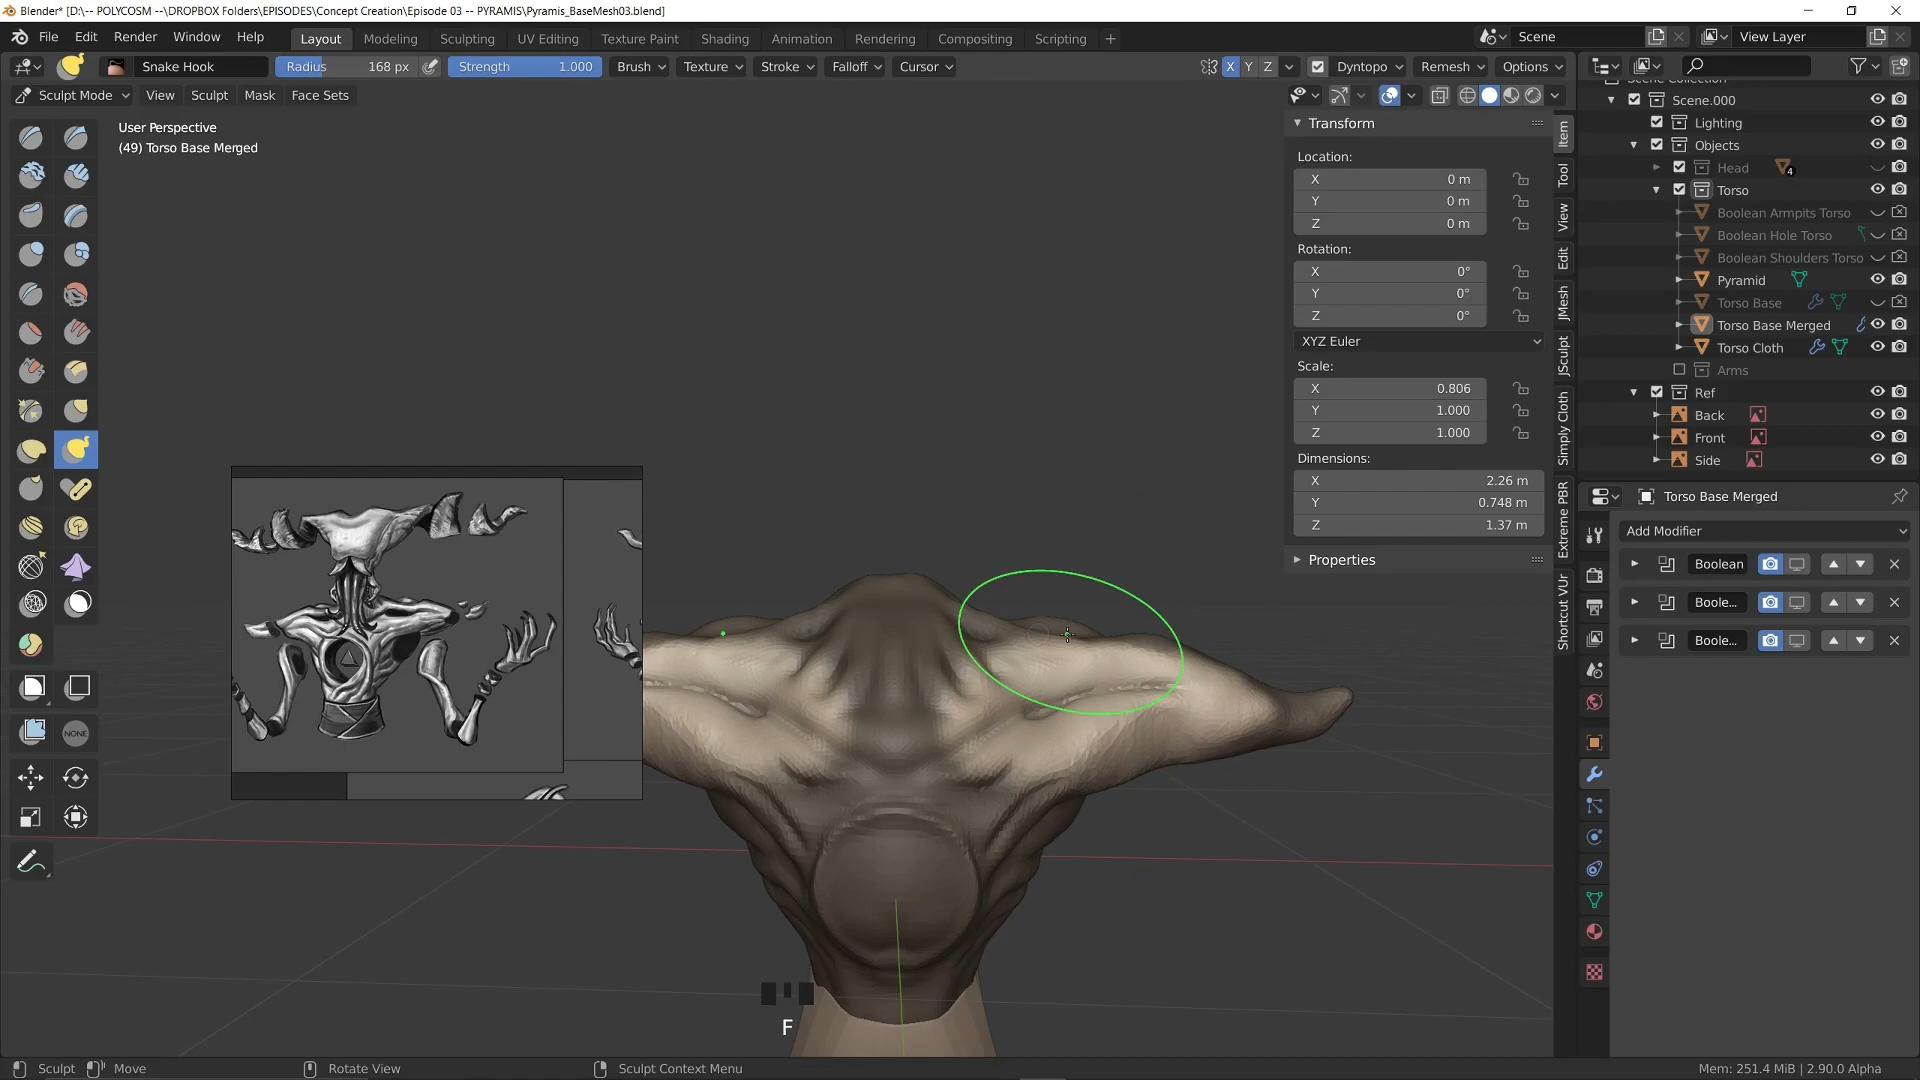 Blender* [D:\-- POLYCOSM --\DROPBOX Folders\EPISODES\Concept Creation\Episode 03 -- PYRAMIS\Pyramis_BaseMesh03.blend]
File Edit Render Window Help Layout Modeling Sculpting UV Editing Texture Paint Shading Animation Rendering Compositing Scripting + Scene View Layer
Snake Hook Radius 168 px Strength 1.000 Brush Texture Stroke Falloff Cursor X Y Z Dyntopo Remesh Options
Sculpt Mode View Sculpt Mask Face Sets
User Perspective
(49) Torso Base Merged
Transform
Location:
X 0 m
Y 0 m
Z 0 m
Rotation:
X 0°
Y 0°
Z 0°
XYZ Euler
Scale:
X 0.806
Y 1.000
Z 1.000
Dimensions:
X 2.26 m
Y 0.748 m
Z 1.37 m
Properties
Item
Tool
View
Edit
JMesh
JSculpt
Simply Cloth
Extreme PBR
Shortcut VUr
Scene Collection
Scene.000
Lighting
Objects
Head 4
Torso
Boolean Armpits Torso
Boolean Hole Torso
Boolean Shoulders Torso
Pyramid
Torso Base
Torso Base Merged
Torso Cloth
Arms
Ref
Back
Front
Side
Torso Base Merged
Add Modifier
Boolean
Boole...
Boole...
NONE
F
Sculpt Move Rotate View Sculpt Context Menu Mem: 251.4 MiB | 2.90.0 Alpha